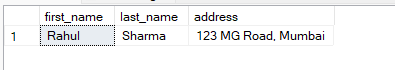 first_name last_name address
1 Rahul Sharma 123 MG Road, Mumbai